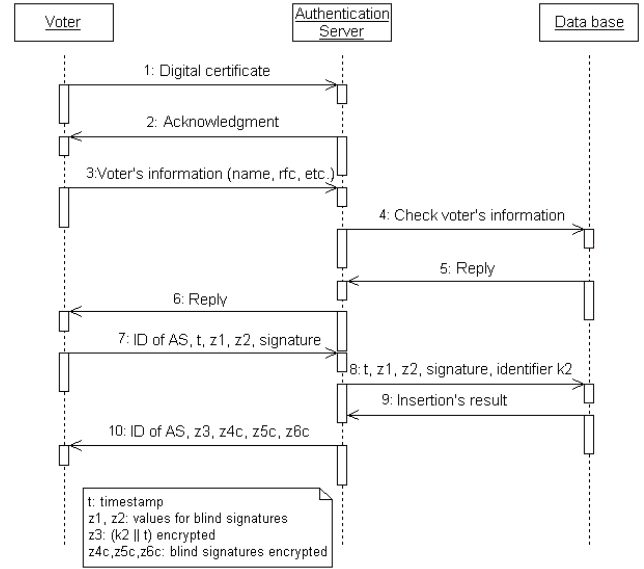 Voter
Authentication
Server
Data base
1: Digital certificate
2: Acknowledgment
3:Voter's information (name, rfc, etc.)
4: Check voter's information
5: Reply
6: Reply
7: ID of AS, t, z1, z2, signature
8: t, z1, z2, signature, identifier k2
9: Insertion's result
10: ID of AS, z3, z4c, z5c, z6c
t: timestamp
z1, z2: values for blind signatures
z3: (k2 || t) encrypted
z4c,z5c,z6c: blind signatures encrypted